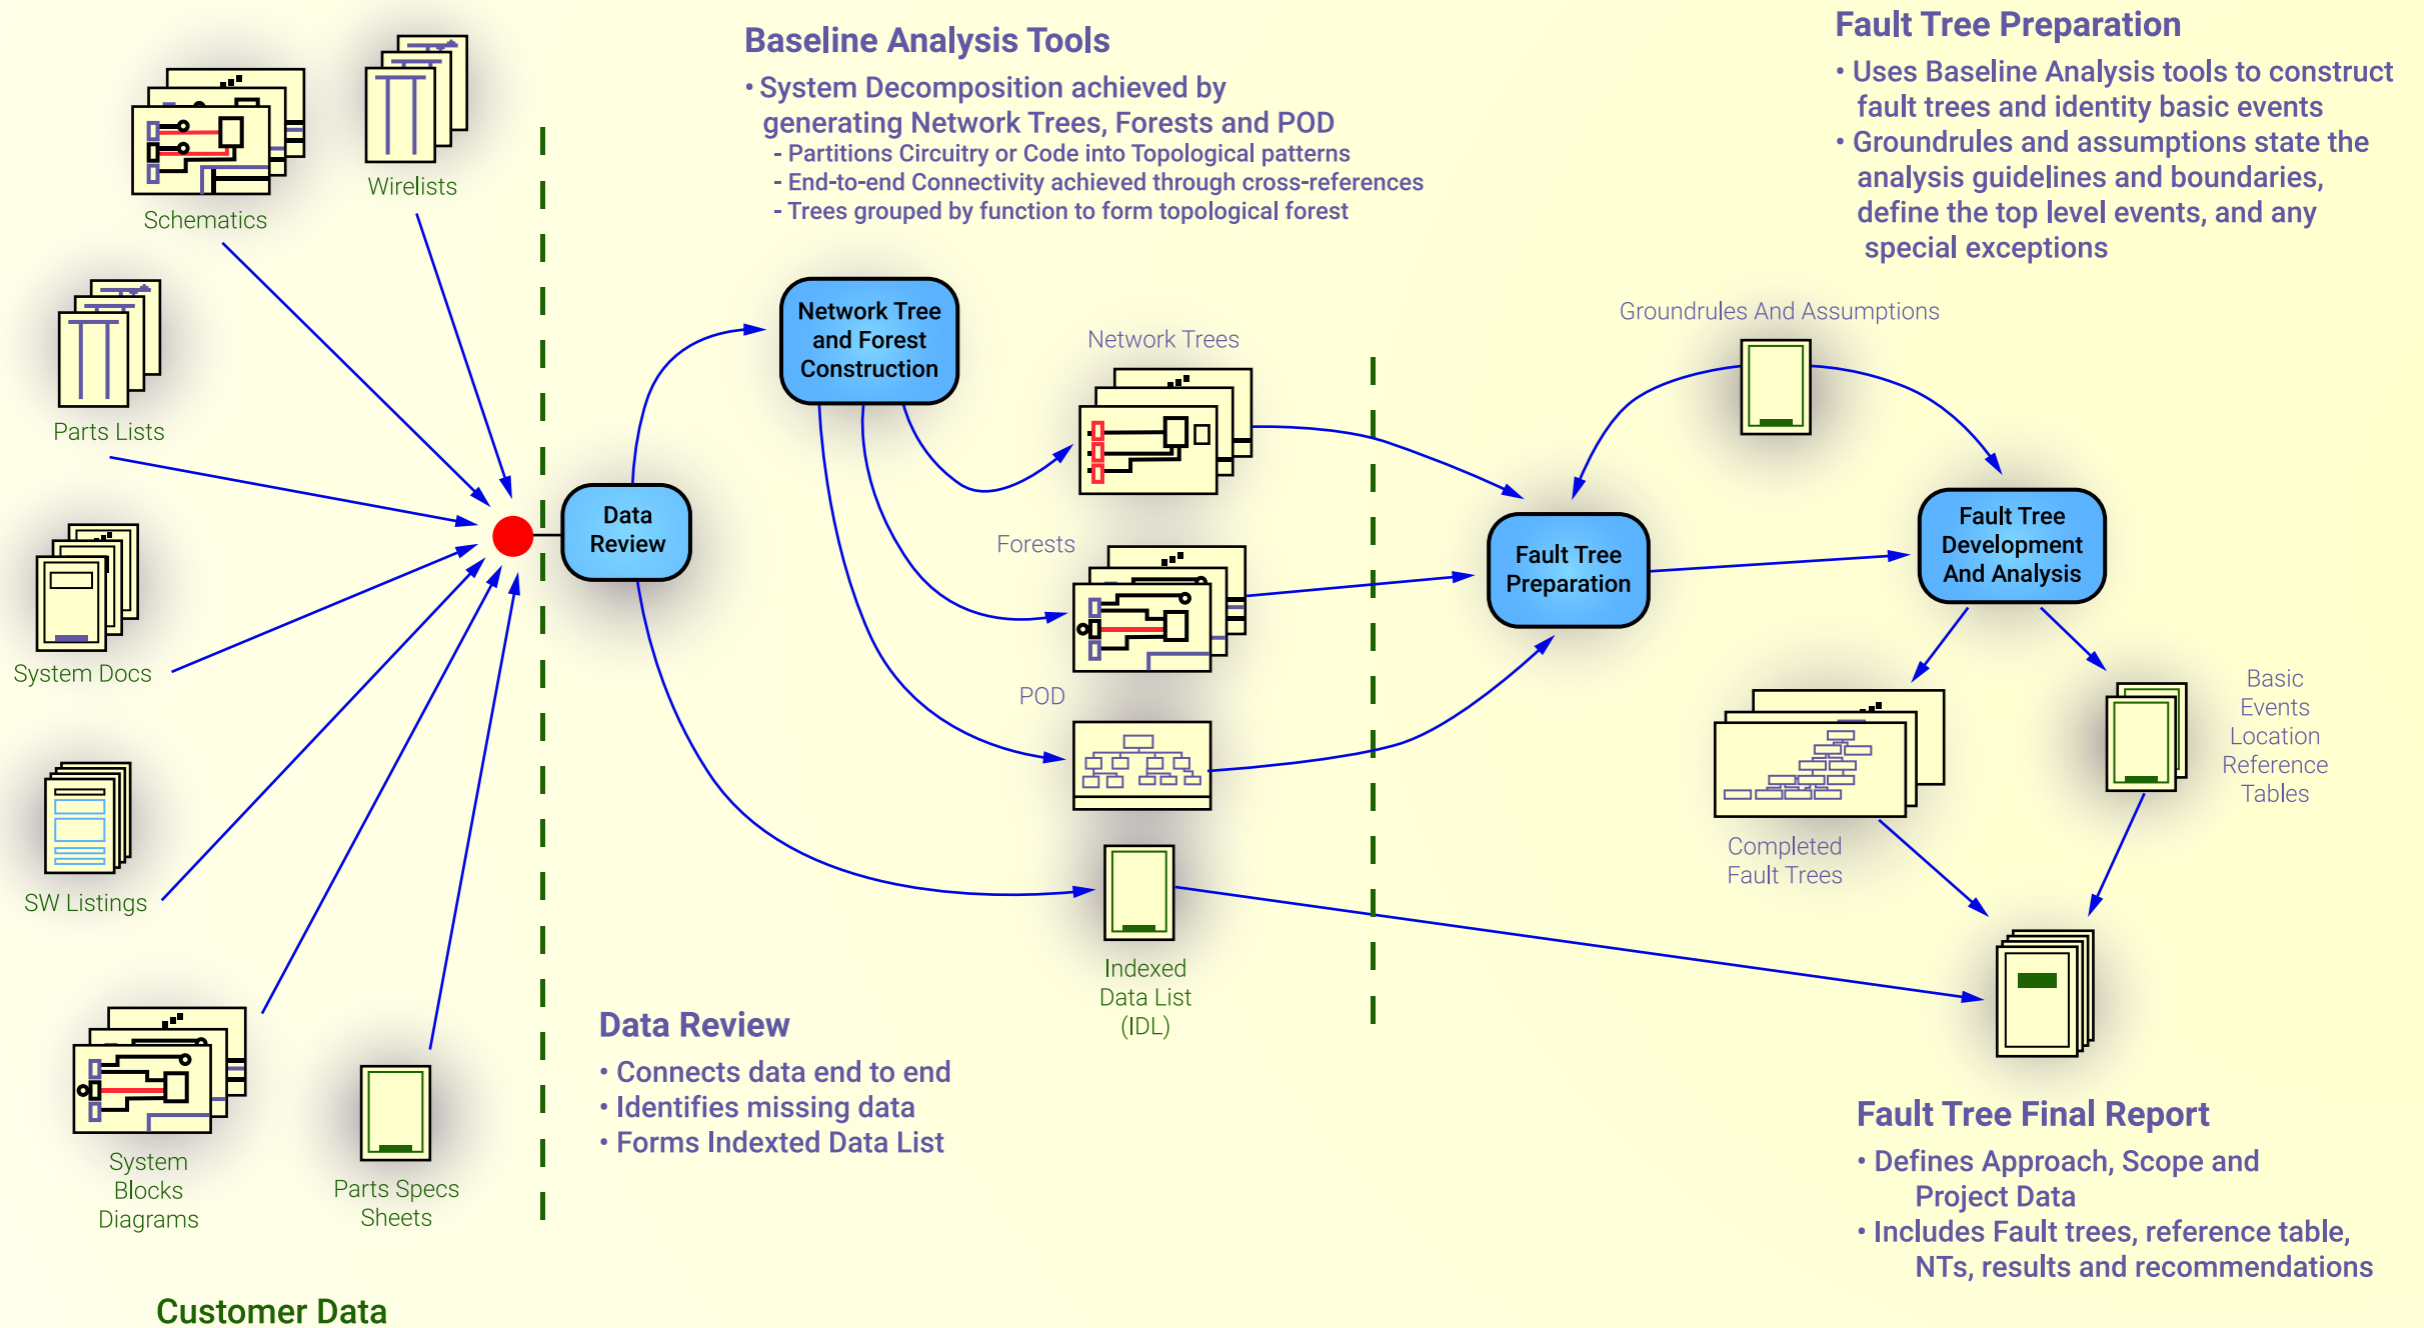 Schematics
Wirelists
Parts Lists
System Docs
SW Listings
System
Blocks
Diagrams
Parts Specs
Sheets
Customer Data
Baseline Analysis Tools
• System Decomposition achieved by
generating Network Trees, Forests and POD
- Partitions Circuitry or Code into Topological patterns
- End-to-end Connectivity achieved through cross-references
- Trees grouped by function to form topological forest
Data
Review
Network Tree
and Forest
Construction
Network Trees
Forests
POD
Indexed
Data List
(IDL)
Data Review
• Connects data end to end
• Identifies missing data
• Forms Indexted Data List
Fault Tree Preparation
• Uses Baseline Analysis tools to construct
fault trees and identity basic events
• Groundrules and assumptions state the
analysis guidelines and boundaries,
define the top level events, and any
special exceptions
Groundrules And Assumptions
Fault Tree
Preparation
Fault Tree
Development
And Analysis
Completed
Fault Trees
Basic
Events
Location
Reference
Tables
Fault Tree Final Report
• Defines Approach, Scope and
Project Data
• Includes Fault trees, reference table,
NTs, results and recommendations